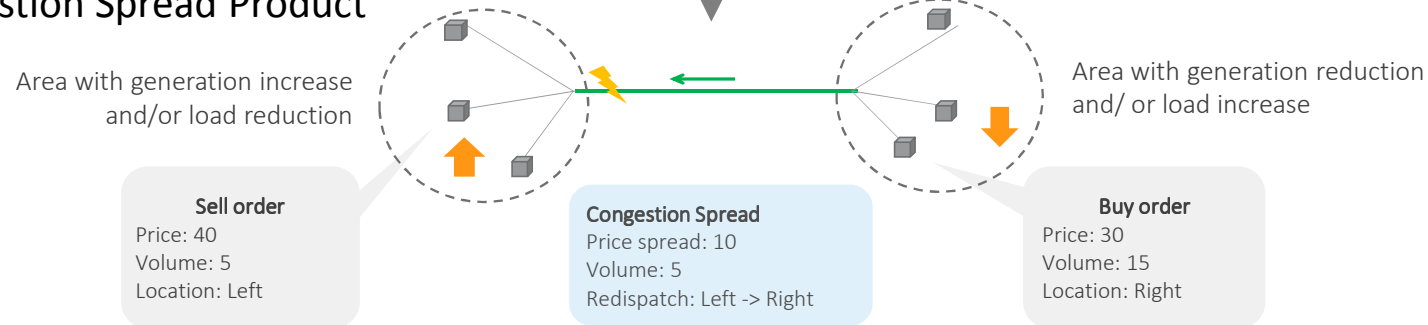 Spread Product
Area with generation increase
and/or load reduction
Area with generation reduction
and/ or load increase
Sell order
Price: 40
Volume: 5
Location: Left
Congestion Spread
Price spread: 10
Volume: 5
Redispatch: Left -> Right
Buy order
Price: 30
Volume: 15
Location: Right